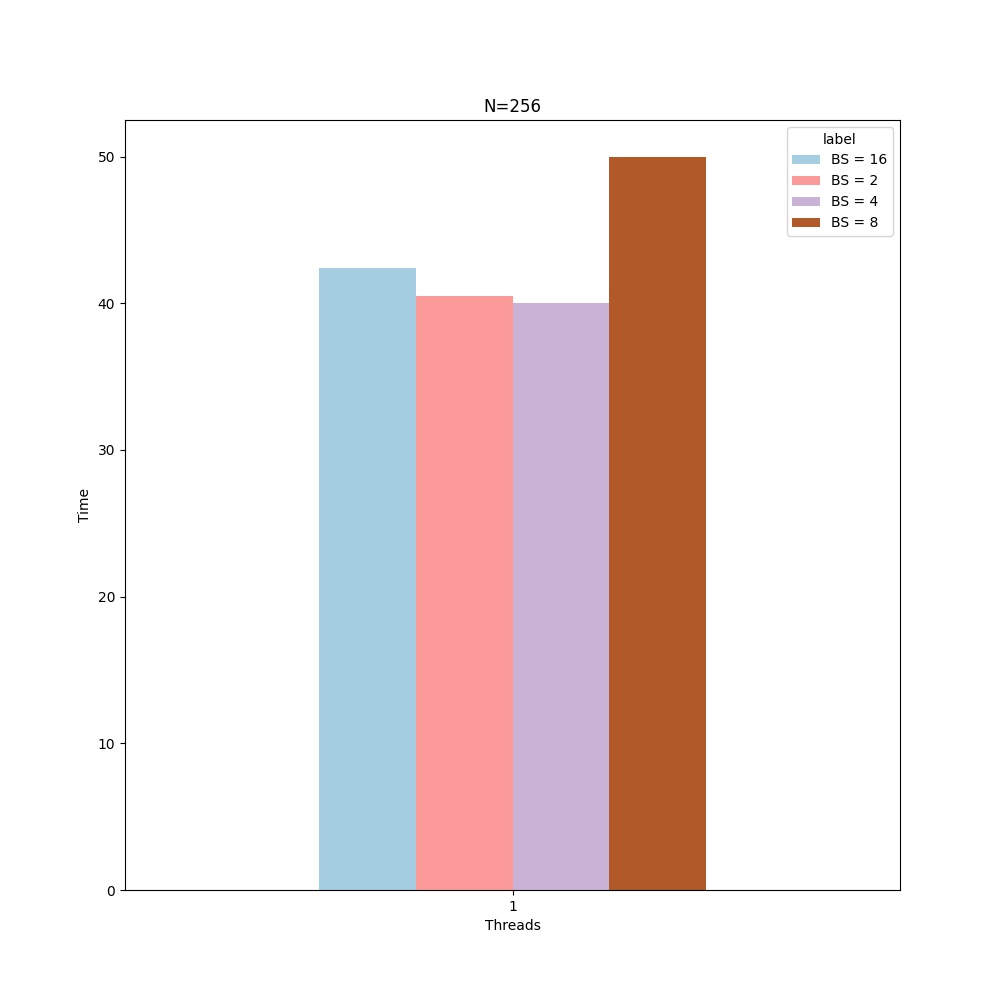 N=256
label
BS = 16
BS = 2
BS = 4
BS = 8
50
40
30
20
10
0
Time
1
Threads